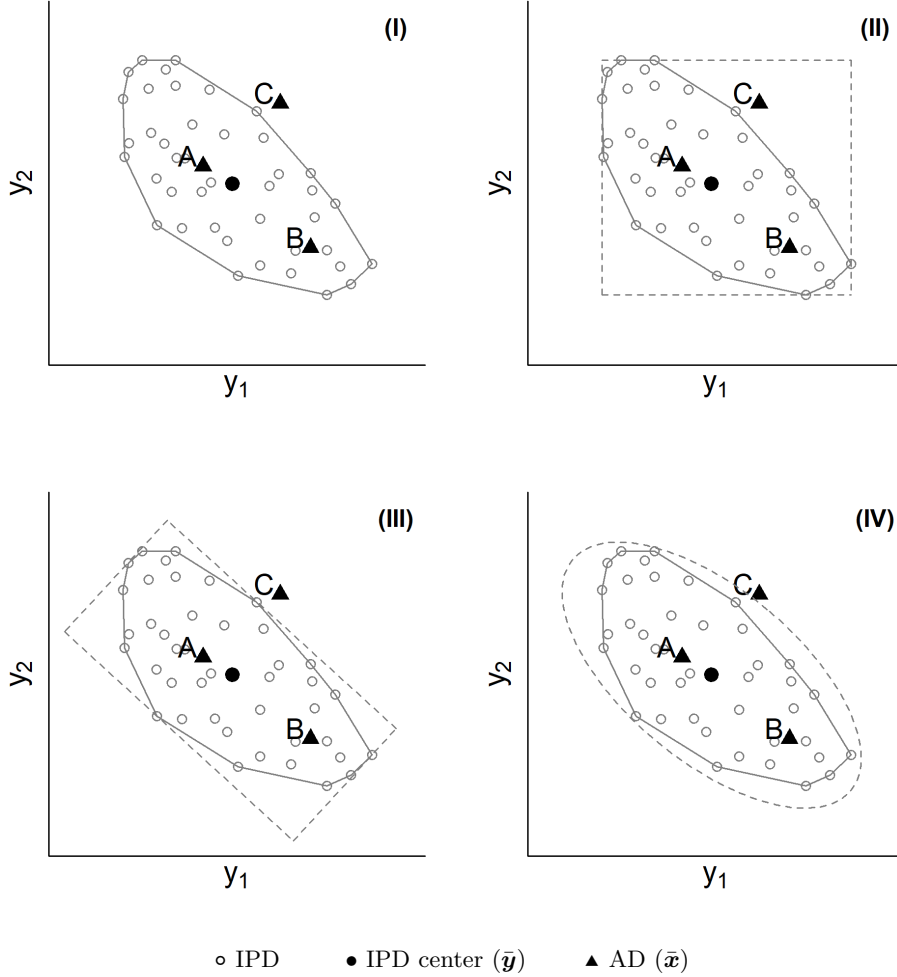 (I)
C
A
B
y₂
y₁
(II)
C
A
B
y₂
y₁
(III)
C
A
B
y₂
y₁
(IV)
C
A
B
y₂
y₁
IPD
IPD center (ȳ)
AD (x̄)